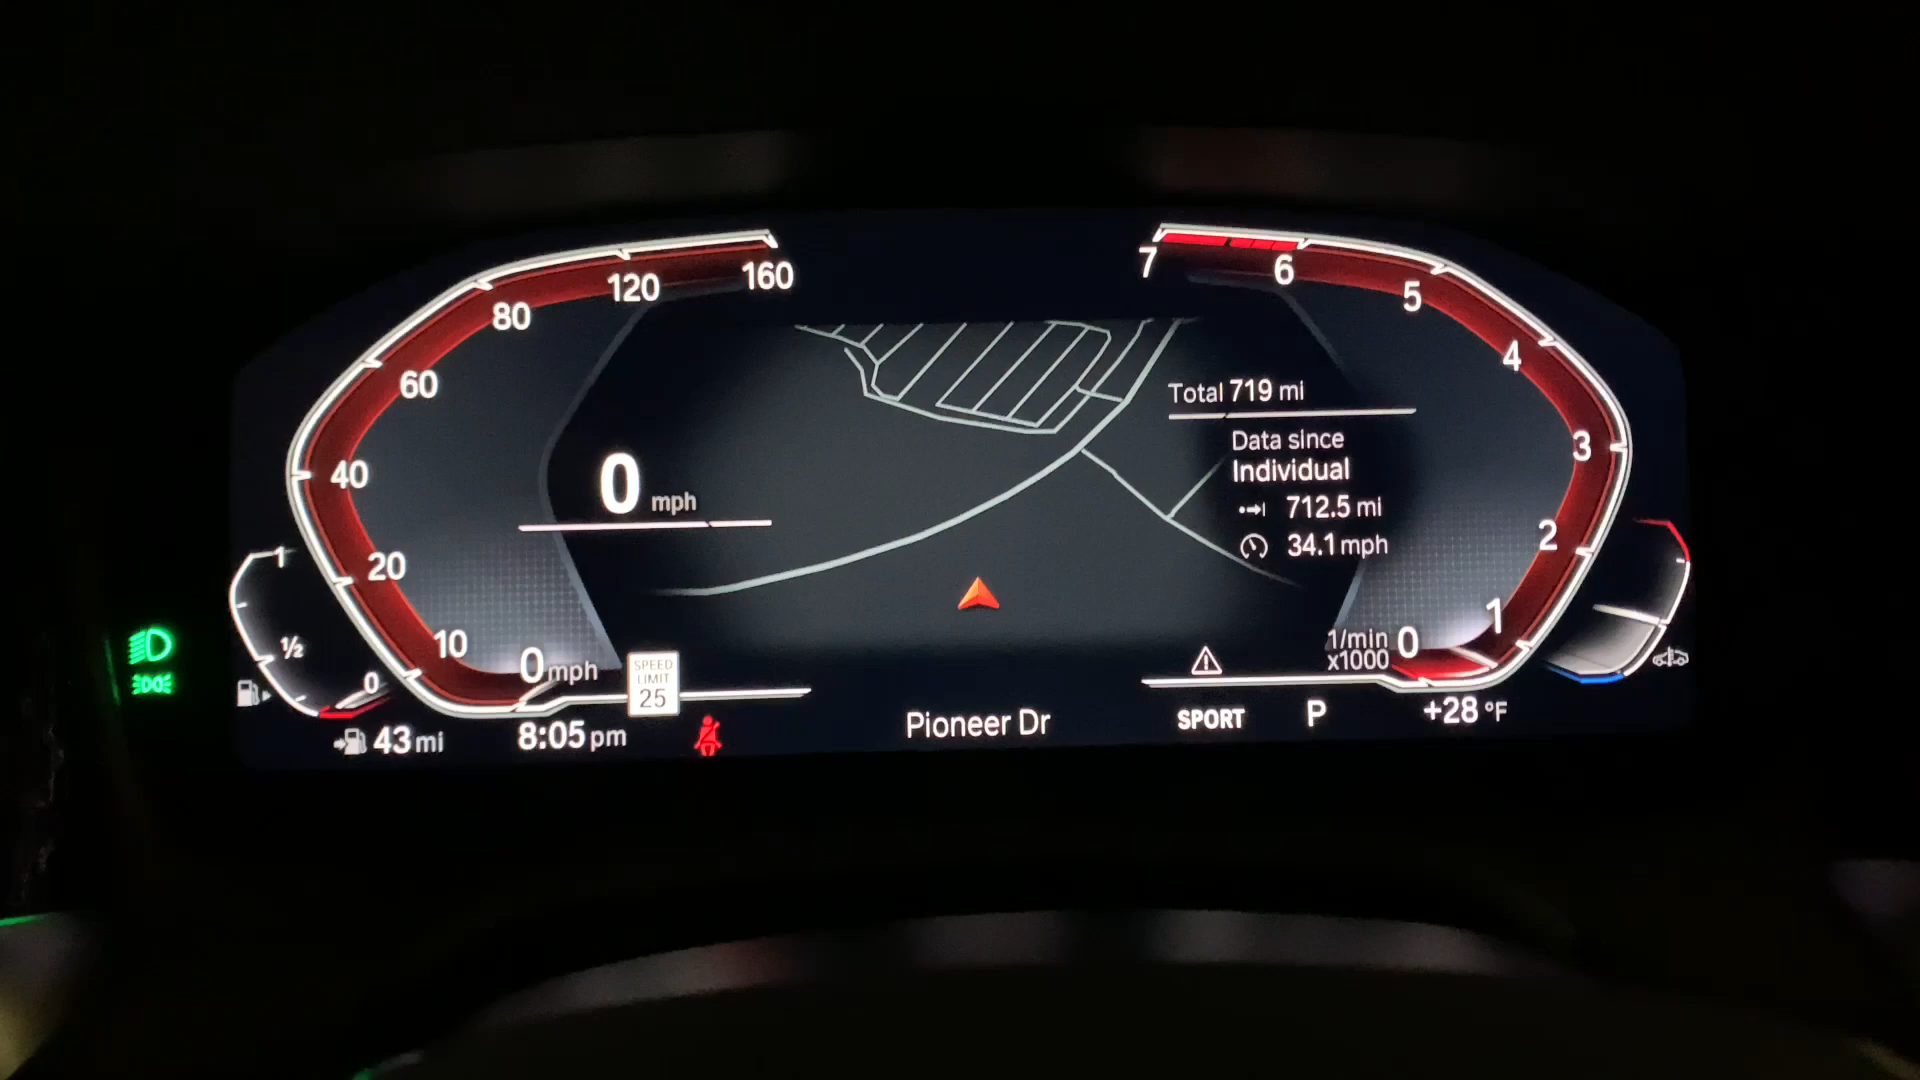 160
120
80
60
40
20
10
0 mph
0 mph
7
6
5
4
3
2
1
0
1/min
x1000
Total 719 mi
Data since
Individual
712.5 mi
34.1 mph
1
1/2
0
SPEED
LIMIT
25
43 mi
8:05 pm
Pioneer Dr
SPORT
P
+28 °F